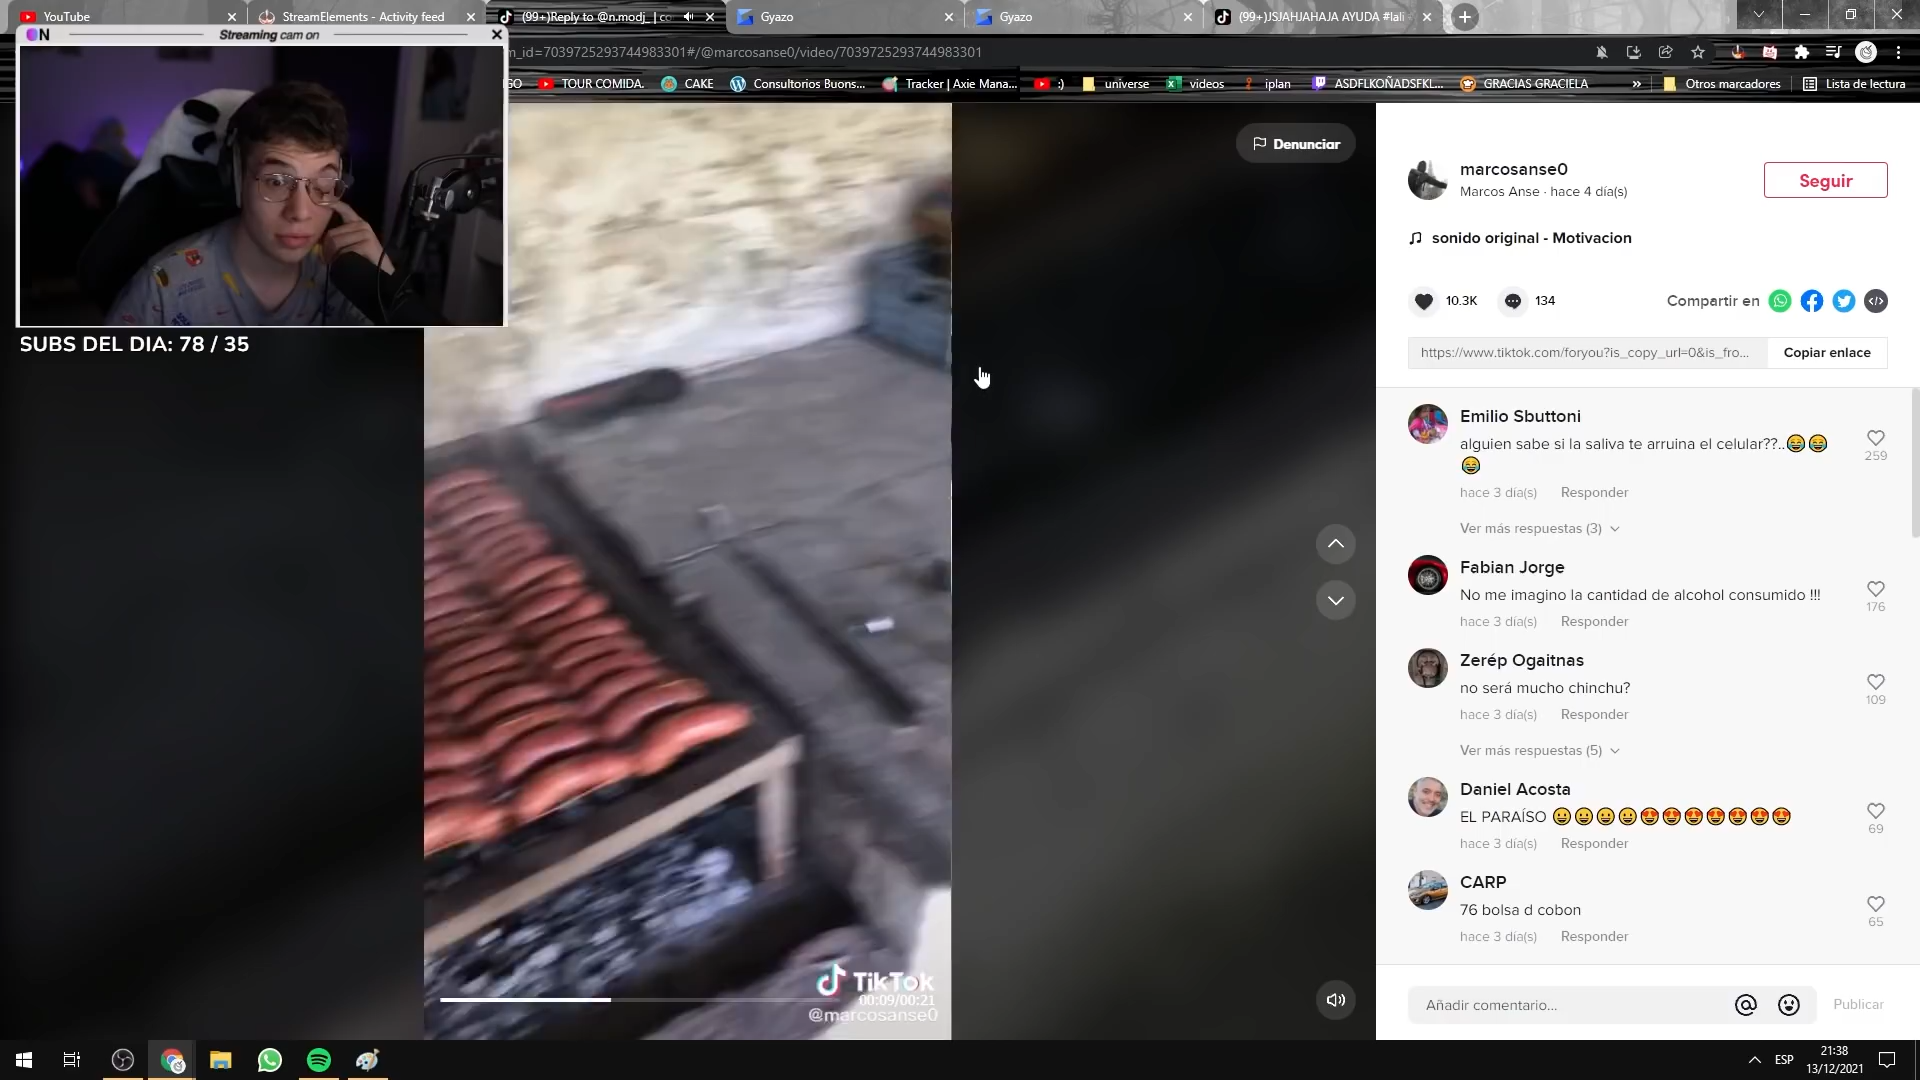 YouTube
StreamElements - Activity feed
(99+)Reply to @n.modj_ | co
Gyazo
Gyazo
(99+)JSJAHJAHAJA AYUDA #lali
ON
Streaming cam on
m_id=7039725293744983301#/@marcosanse0/video/7039725293744983301
GO
TOUR COMIDA.
CAKE
Consultorios Buons...
Tracker | Axie Mana...
:)
universe
videos
iplan
ASDFLKOÑADSFKL...
GRACIAS GRACIELA
»
Otros marcadores
Lista de lectura
SUBS DEL DIA: 78 / 35
Denunciar
TikTok
00:09/00:21
@marcosanse0
marcosanse0
Marcos Anse · hace 4 día(s)
Seguir
sonido original - Motivacion
10.3K
134
Compartir en
https://www.tiktok.com/foryou?is_copy_url=0&is_fro...
Copiar enlace
Emilio Sbuttoni
alguien sabe si la saliva te arruina el celular??..😂😂
😂
259
hace 3 día(s) Responder
Ver más respuestas (3)
Fabian Jorge
No me imagino la cantidad de alcohol consumido !!!
176
hace 3 día(s) Responder
Zerép Ogaitnas
no será mucho chinchu?
109
hace 3 día(s) Responder
Ver más respuestas (5)
Daniel Acosta
EL PARAÍSO 😀😀😀😀😍😍😍😍😍😍😍
69
hace 3 día(s) Responder
CARP
76 bolsa d cobon
65
hace 3 día(s) Responder
Añadir comentario...
Publicar
ESP
21:38
13/12/2021